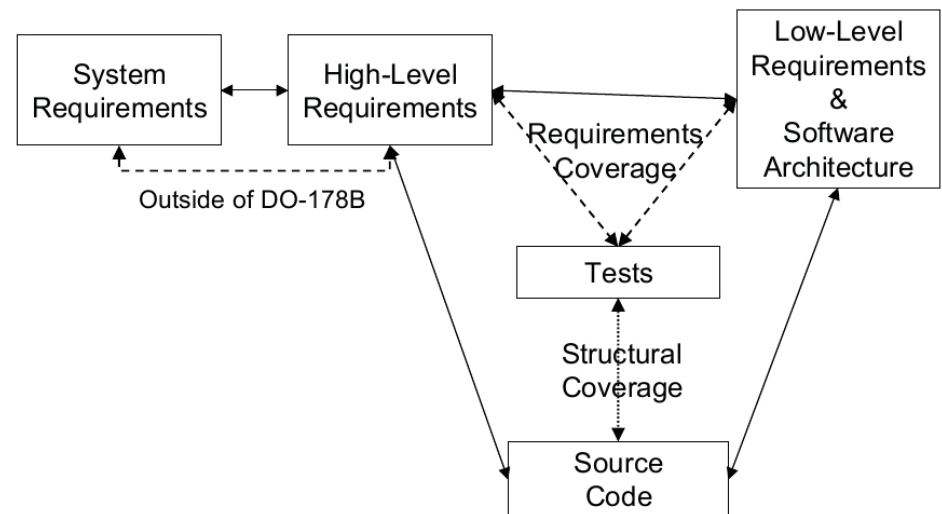 System
Requirements
High-Level
Requirements
Low-Level
Requirements
&
Software
Architecture
Requirements
Coverage
Outside of DO-178B
Tests
Structural
Coverage
Source
Code